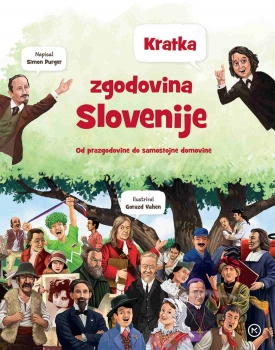 Napisal
Simon Purger
Kratka
zgodovina
Slovenije
Od prazgodovine do samostojne domovine
Ilustriral
Gorazd Vahen